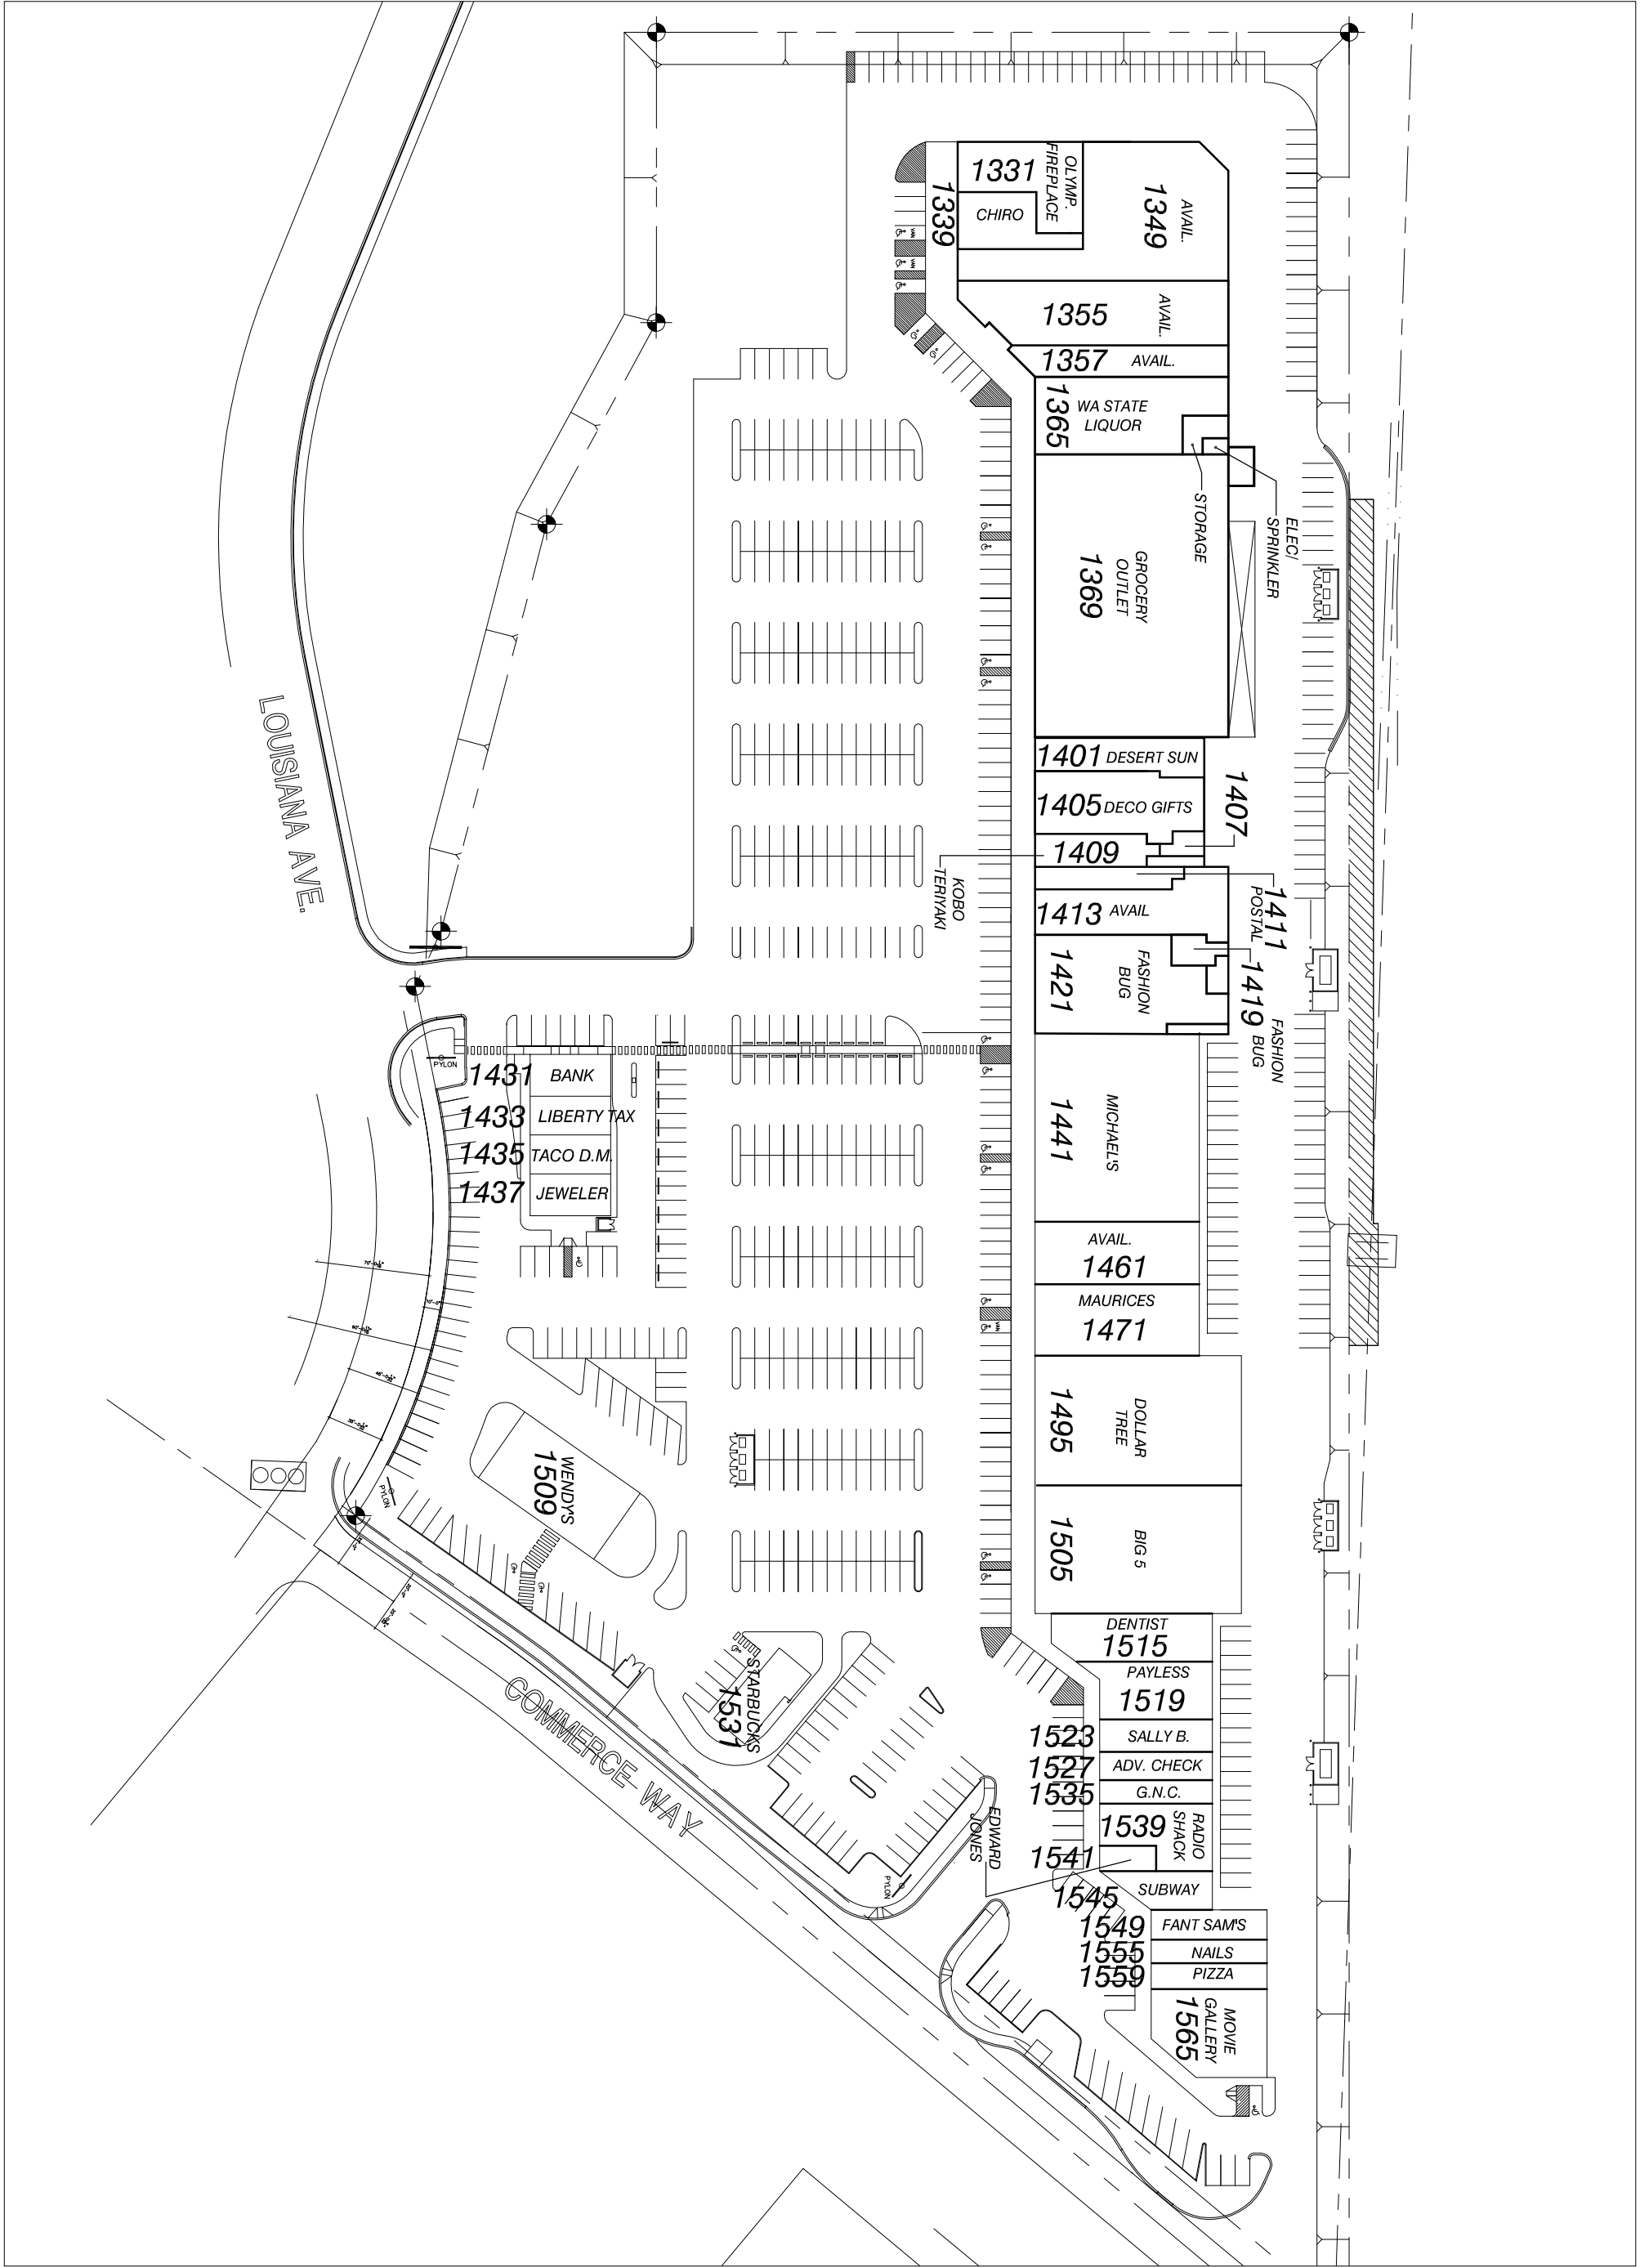 1331
OLYMP.
FIREPLACE
1339
CHIRO
AVAIL.
1349
1355
AVAIL.
1357
AVAIL.
1365
WA STATE
LIQUOR
STORAGE
ELEC/
SPRINKLER
GROCERY
OUTLET
1369
1401
DESERT SUN
1405
DECO GIFTS
1407
1409
KOBO
TERIYAKI
1411
POSTAL
1413
AVAIL
1421
FASHION
BUG
1419
FASHION
BUG
LOUISIANA AVE.
PYLON
1431
BANK
1433
LIBERTY TAX
1435
TACO D.M.
1437
JEWELER
1441
MICHAEL'S
AVAIL.
1461
MAURICES
1471
1495
DOLLAR
TREE
1505
BIG 5
WENDY'S
1509
PYLON
DENTIST
1515
PAYLESS
1519
STARBUCKS
1531
COMMERCE WAY
1523
SALLY B.
1527
ADV. CHECK
1535
G.N.C.
1539
RADIO
SHACK
EDWARD
JONES
1541
1545
SUBWAY
PYLON
1549
FANT SAM'S
1555
NAILS
1559
PIZZA
MOVIE
GALLERY
1565
VAN
VAN
VAN